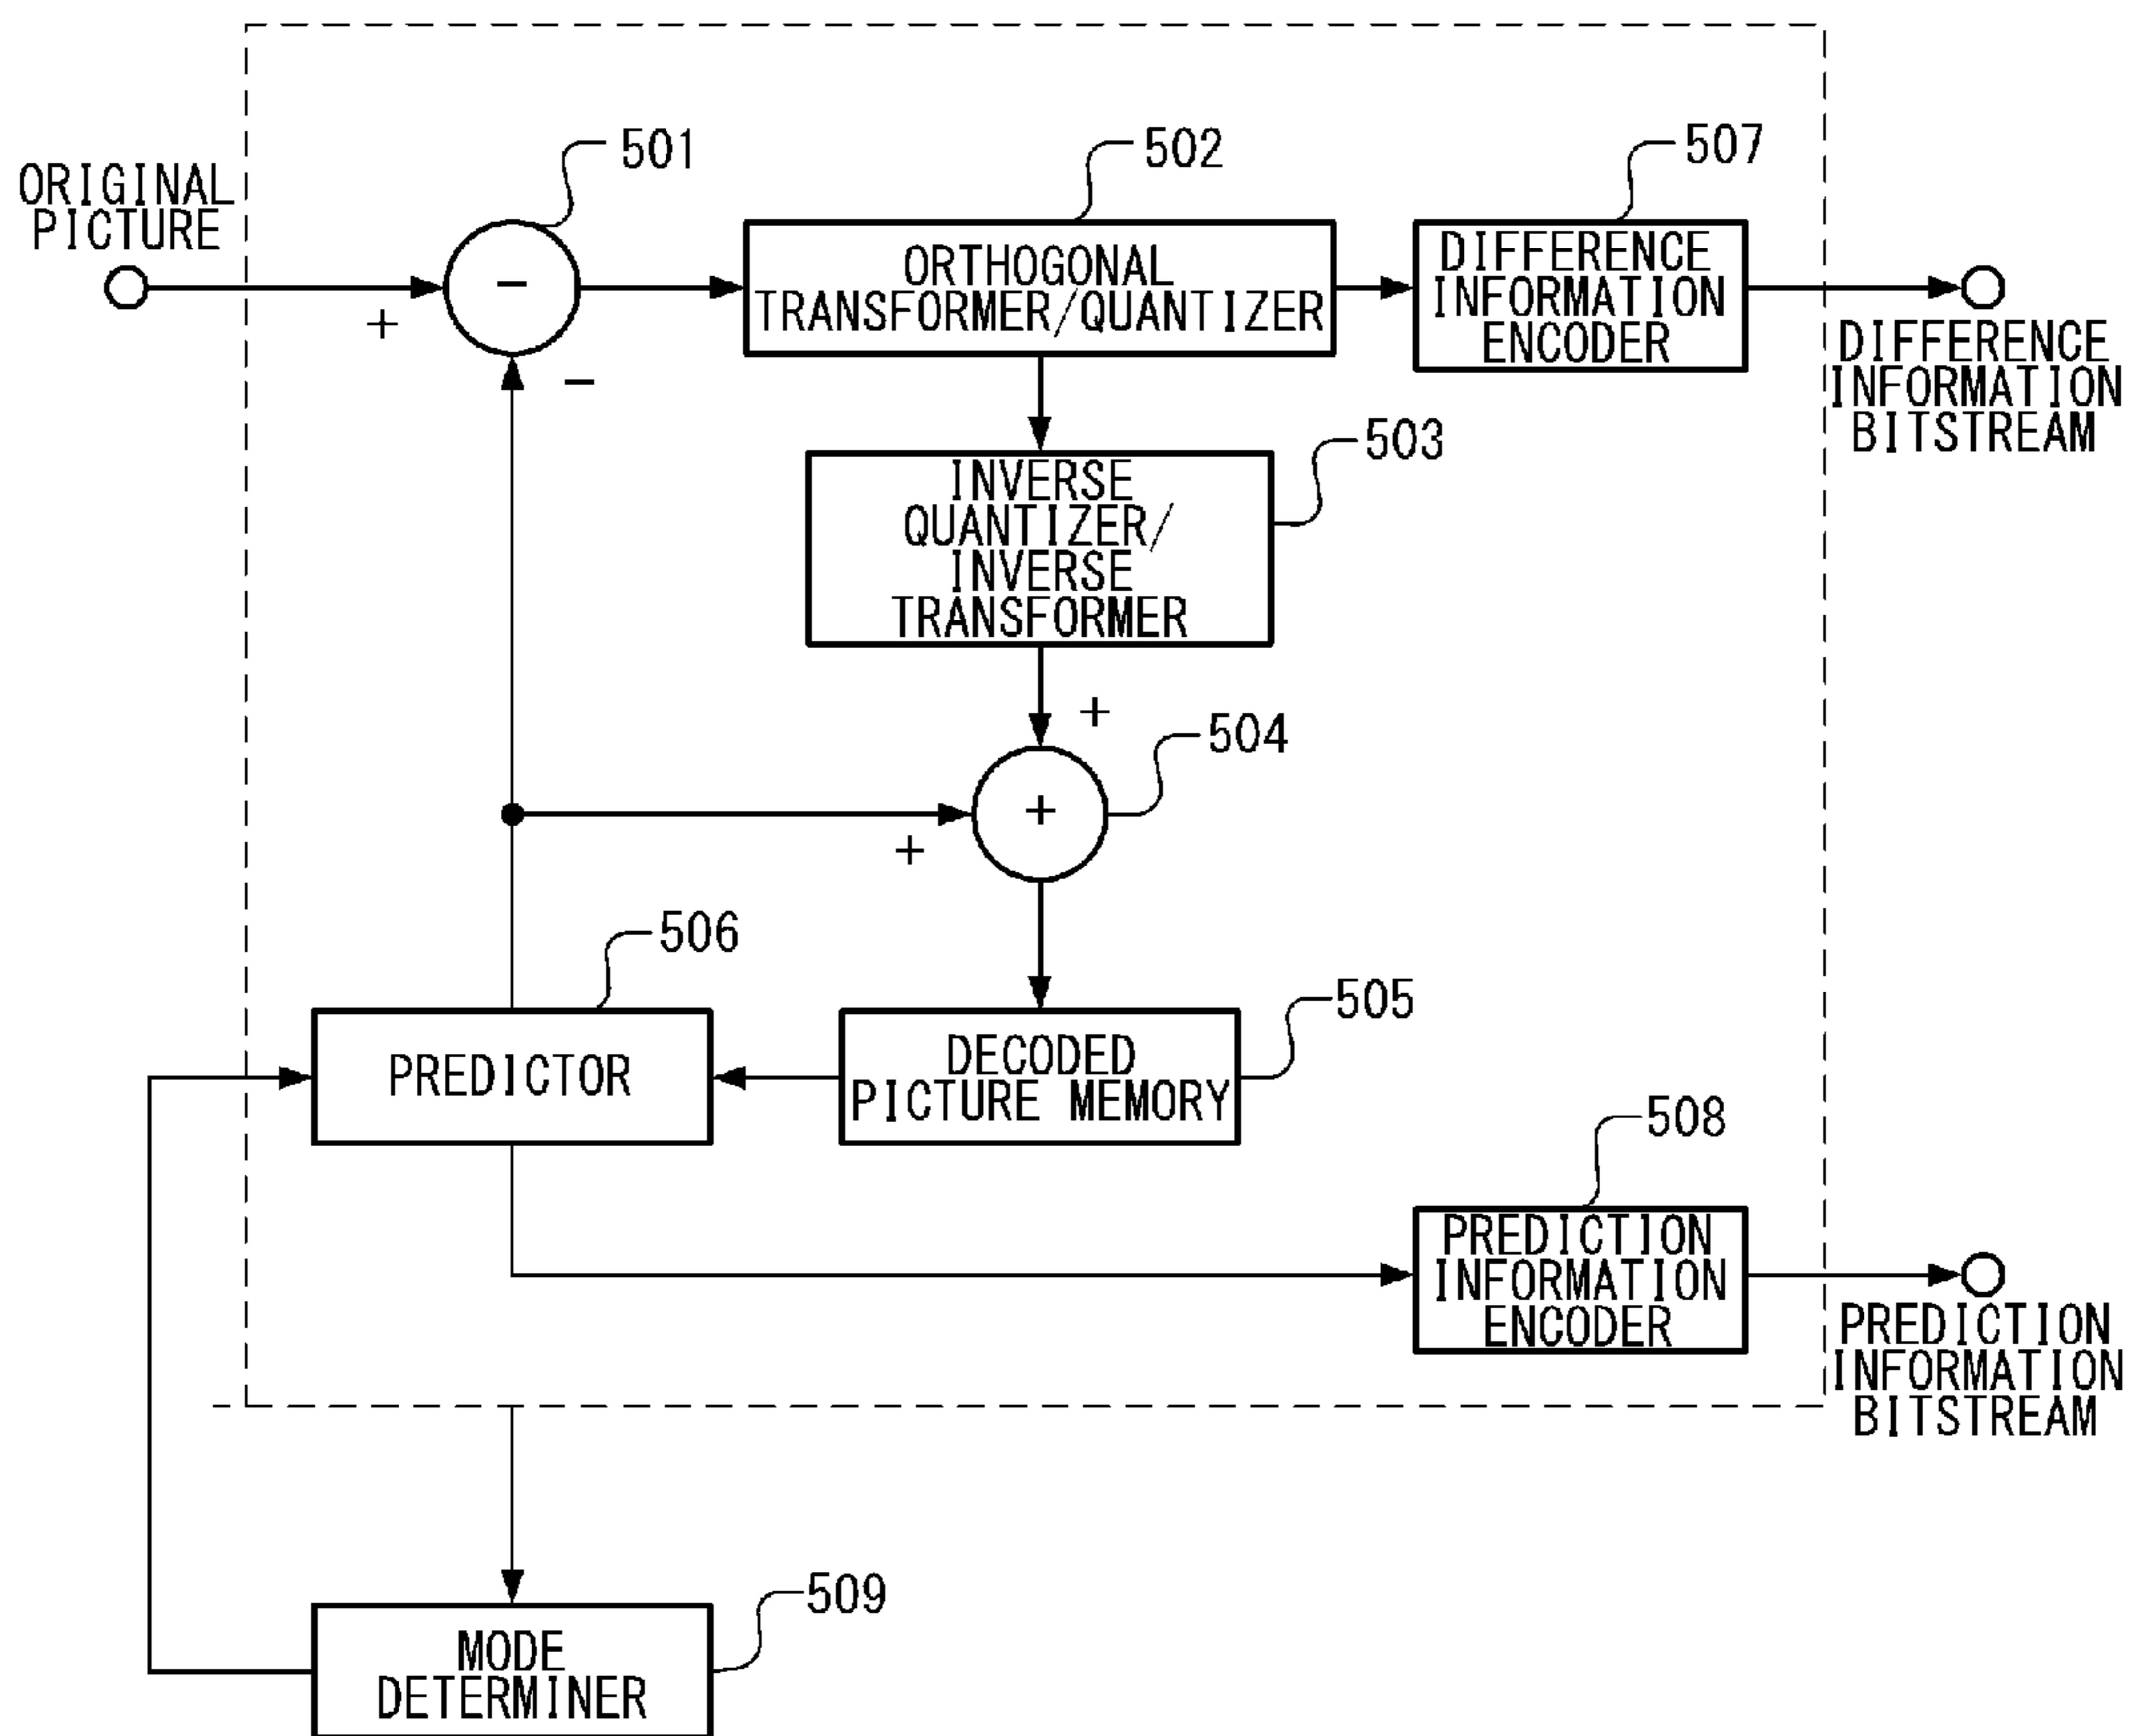 501
502
507
ORIGINAL
PICTURE
-
+
-
ORTHOGONAL
TRANSFORMER/QUANTIZER
DIFFERENCE
INFORMATION
ENCODER
DIFFERENCE
INFORMATION
BITSTREAM
503
INVERSE
QUANTIZER/
INVERSE
TRANSFORMER
+
504
+
+
506
505
PREDICTOR
DECODED
PICTURE MEMORY
508
PREDICTION
INFORMATION
ENCODER
PREDICTION
INFORMATION
BITSTREAM
509
MODE
DETERMINER